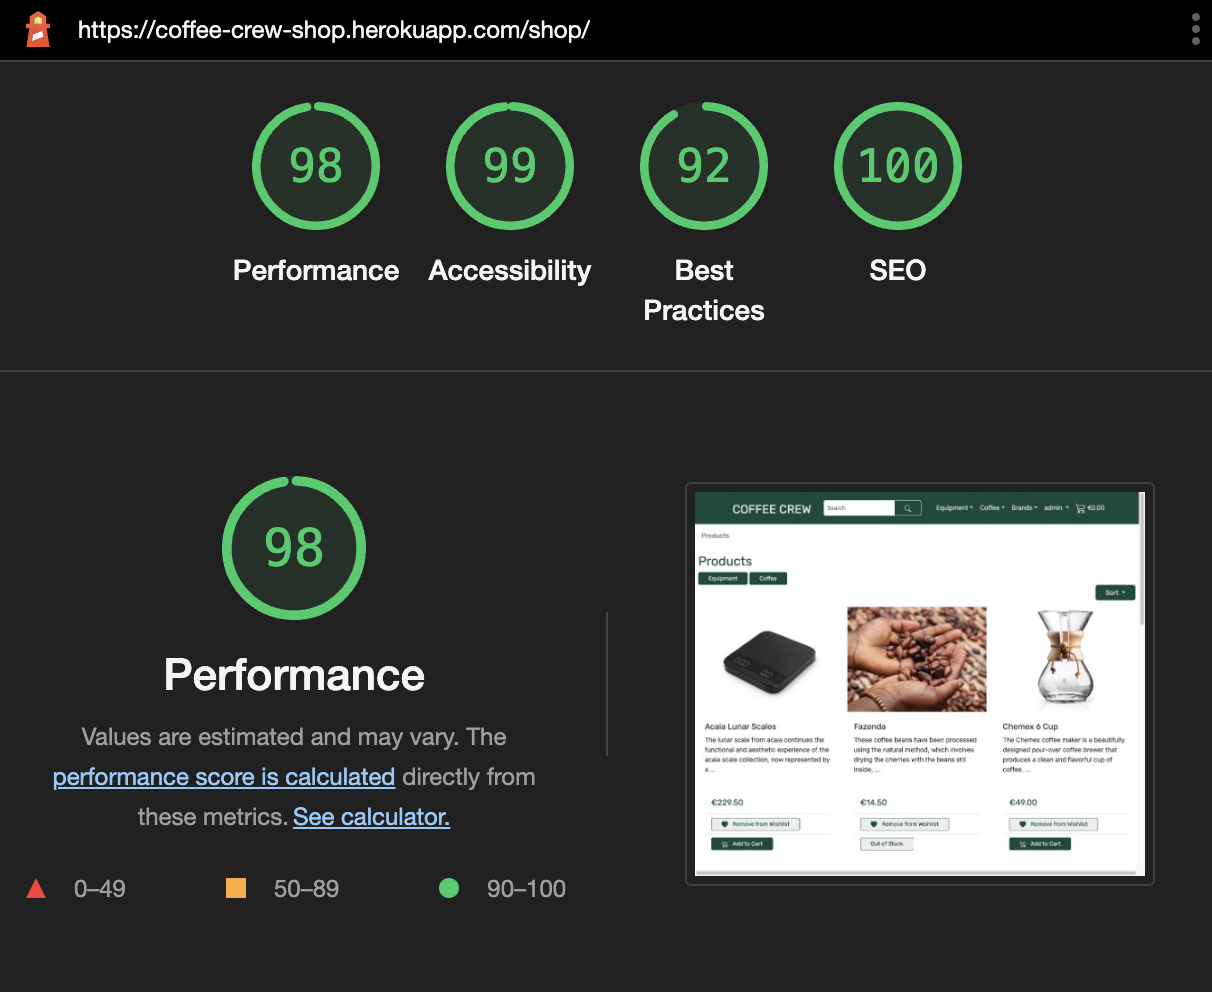 https://coffee-crew-shop.herokuapp.com/shop/
98
99
92
100
Performance
Accessibility
Best
Practices
SEO
98
Performance
Values are estimated and may vary. The
performance score is calculated directly from
these metrics. See calculator.
0–49
50–89
90–100
COFFEE CREW
Search
Equipment
Coffee
Brands
admin
€0.00
Products
Products
Equipment
Coffee
Sort
Acaia Lunar Scales
The lunar scale from acaia continues the
functional and aesthetic experience of the
acaia scale collection, now represented by
a ...
€229.50
Remove from Wishlist
Add to Cart
Fazenda
These coffee beans have been processed
using the natural method, which involves
drying the cherries with the beans still
inside, ...
€14.50
Remove from Wishlist
Out of Stock
Chemex 6 Cup
The Chemex coffee maker is a beautifully
designed pour-over coffee brewer that
produces a clean and flavorful cup of
coffee. ...
€49.00
Remove from Wishlist
Add to Cart